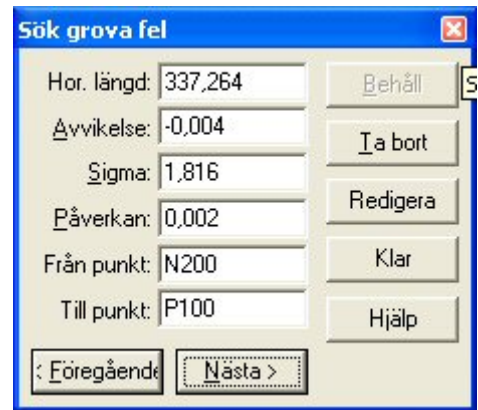 Sök grova fel
Hor. längd: 337,264
Behåll
Avvikelse: -0,004
Ta bort
Sigma: 1,816
Redigera
Påverkan: 0,002
Från punkt: N200
Klar
Till punkt: P100
Hjälp
< Föregående
Nästa >